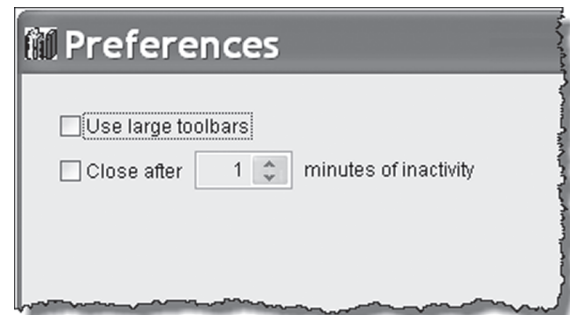 Preferences
Use large toolbars
Close after 1 minutes of inactivity